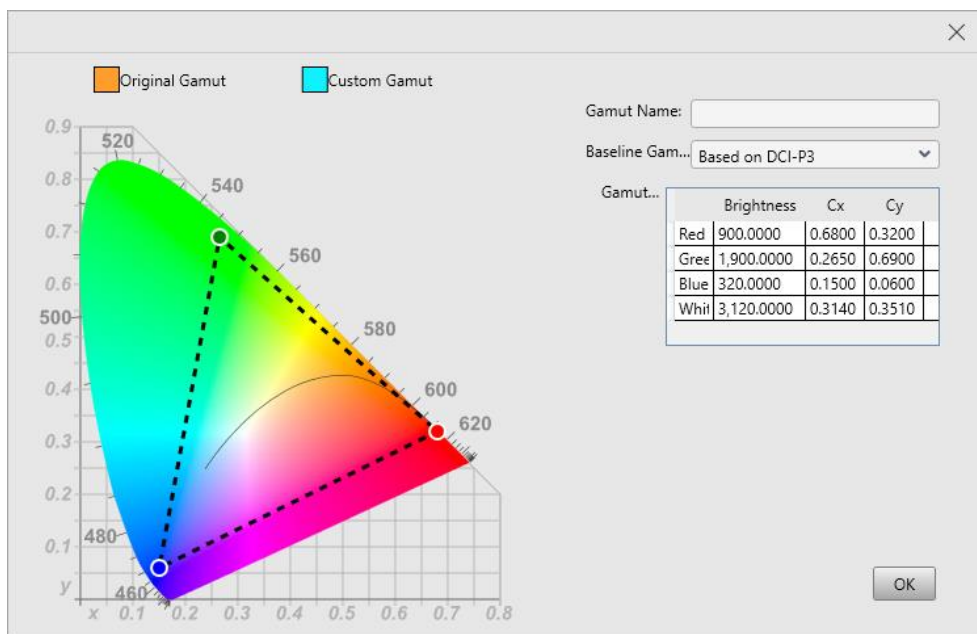 Original Gamut
Custom Gamut
Gamut Name:
Baseline Gam... Based on DCI-P3
Gamut...
Brightness Cx Cy
Red 900.0000 0.6800 0.3200
Gree 1,900.0000 0.2650 0.6900
Blue 320.0000 0.1500 0.0600
Whit 3,120.0000 0.3140 0.3510
0.9
520
0.8
540
0.7
560
0.6
500
580
0.5
0.4
600
620
0.3
0.2
480
0.1
460
y
x 0.1 0.2 0.3 0.4 0.5 0.6 0.7 0.8
OK